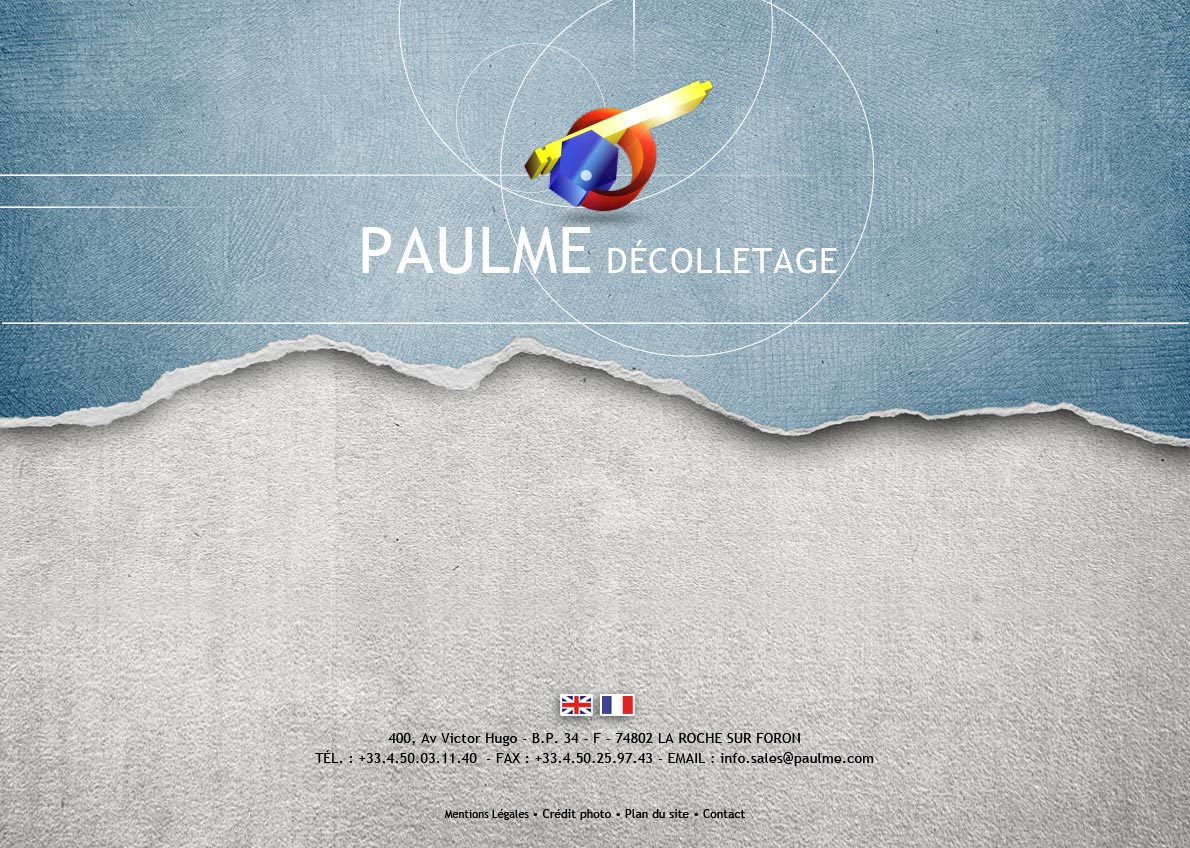 PAULME DÉCOLLETAGE
400, Av Victor Hugo - B.P. 34 - F - 74802 LA ROCHE SUR FORON
TÉL. : +33.4.50.03.11.40 - FAX : +33.4.50.25.97.43 - EMAIL : info.sales@paulme.com
Mentions Légales • Crédit photo • Plan du site • Contact